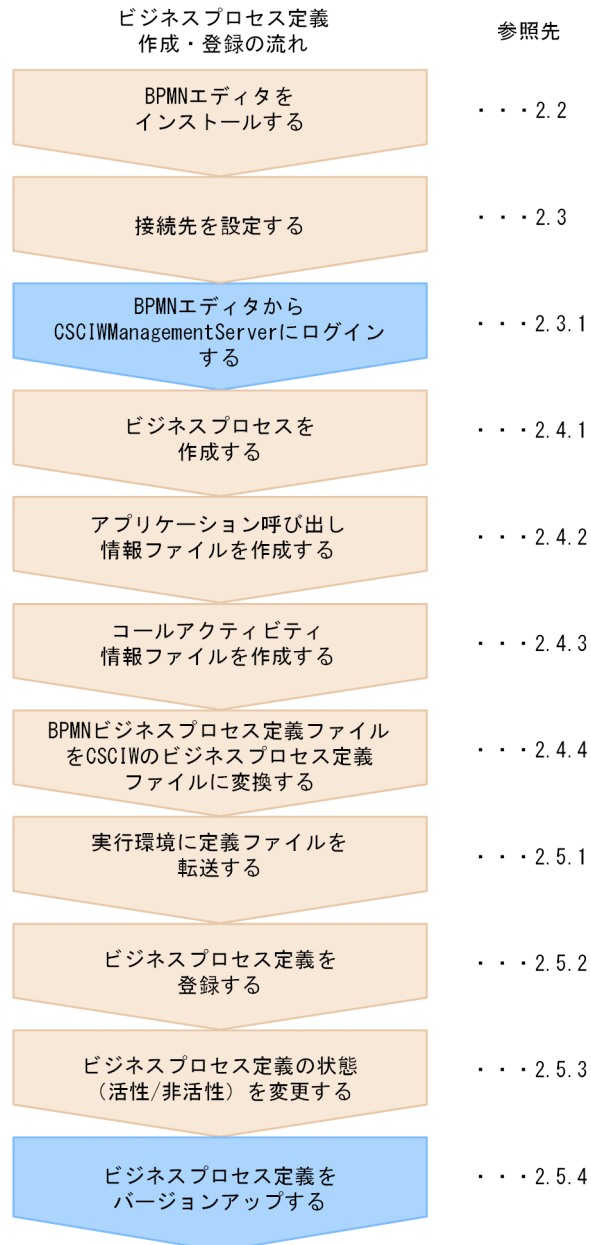 ビジネスプロセス定義
作成・登録の流れ
参照先
BPMNエディタを
インストールする
・・・2.2
接続先を設定する
・・・2.3
BPMNエディタから
CSCIWManagementServerにログイン
する
・・・2.3.1
ビジネスプロセスを
作成する
・・・2.4.1
アプリケーション呼び出し
情報ファイルを作成する
・・・2.4.2
コールアクティビティ
情報ファイルを作成する
・・・2.4.3
BPMNビジネスプロセス定義ファイル
をCSCIWのビジネスプロセス定義
ファイルに変換する
・・・2.4.4
実行環境に定義ファイルを
転送する
・・・2.5.1
ビジネスプロセス定義を
登録する
・・・2.5.2
ビジネスプロセス定義の状態
（活性/非活性）を変更する
・・・2.5.3
ビジネスプロセス定義を
バージョンアップする
・・・2.5.4